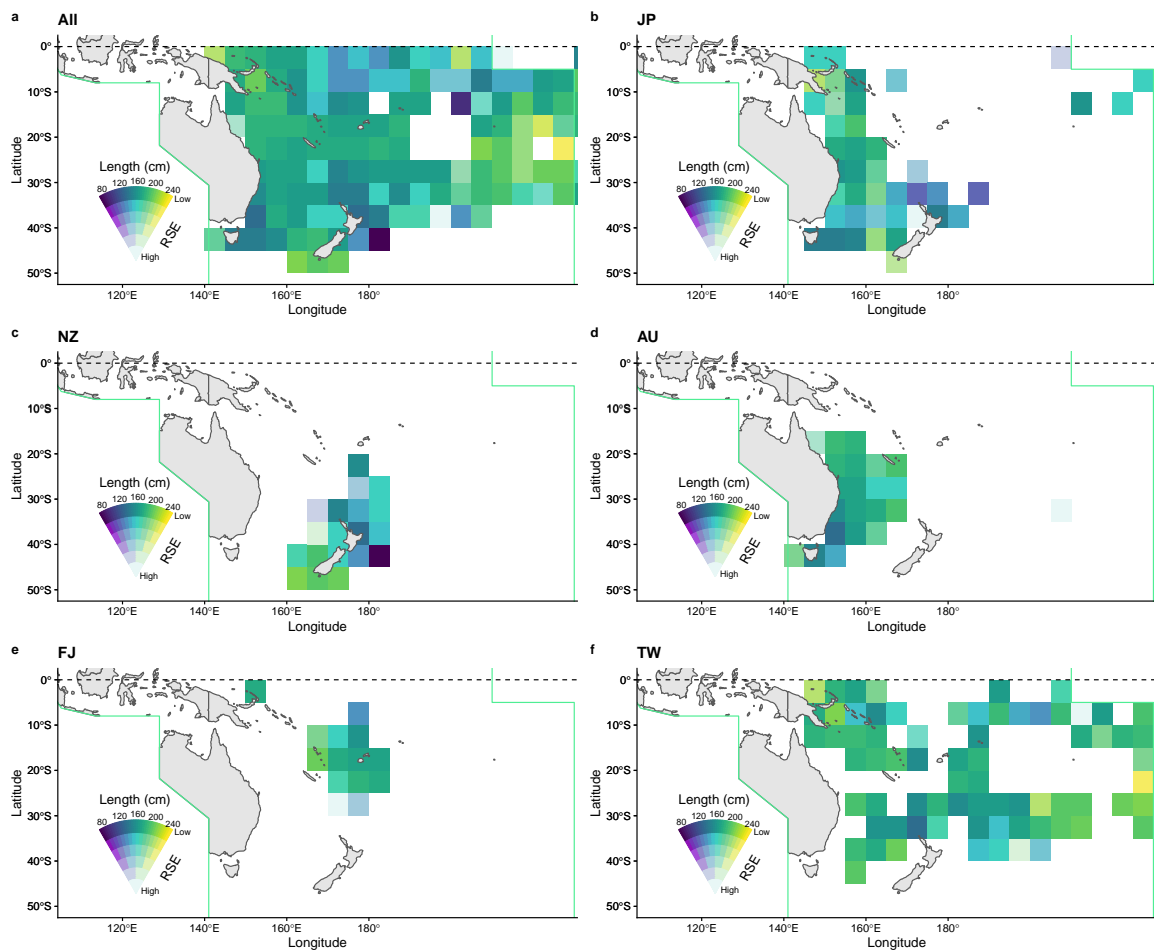 a All
b JP
0°
10°S
20°S
30°S
40°S
50°S
Latitude
Length (cm)
80 120 160 200 240
Low
RSE
High
120°E 140°E 160°E 180°
Longitude
0°
10°S
20°S
30°S
40°S
50°S
Latitude
Length (cm)
80 120 160 200 240
Low
RSE
High
120°E 140°E 160°E 180°
Longitude
c NZ
d AU
0°
10°S
20°S
30°S
40°S
50°S
Latitude
Length (cm)
80 120 160 200 240
Low
RSE
High
120°E 140°E 160°E 180°
Longitude
0°
10°S
20°S
30°S
40°S
50°S
Latitude
Length (cm)
80 120 160 200 240
Low
RSE
High
120°E 140°E 160°E 180°
Longitude
e FJ
f TW
0°
10°S
20°S
30°S
40°S
50°S
Latitude
Length (cm)
80 120 160 200 240
Low
RSE
High
120°E 140°E 160°E 180°
Longitude
0°
10°S
20°S
30°S
40°S
50°S
Latitude
Length (cm)
80 120 160 200 240
Low
RSE
High
120°E 140°E 160°E 180°
Longitude